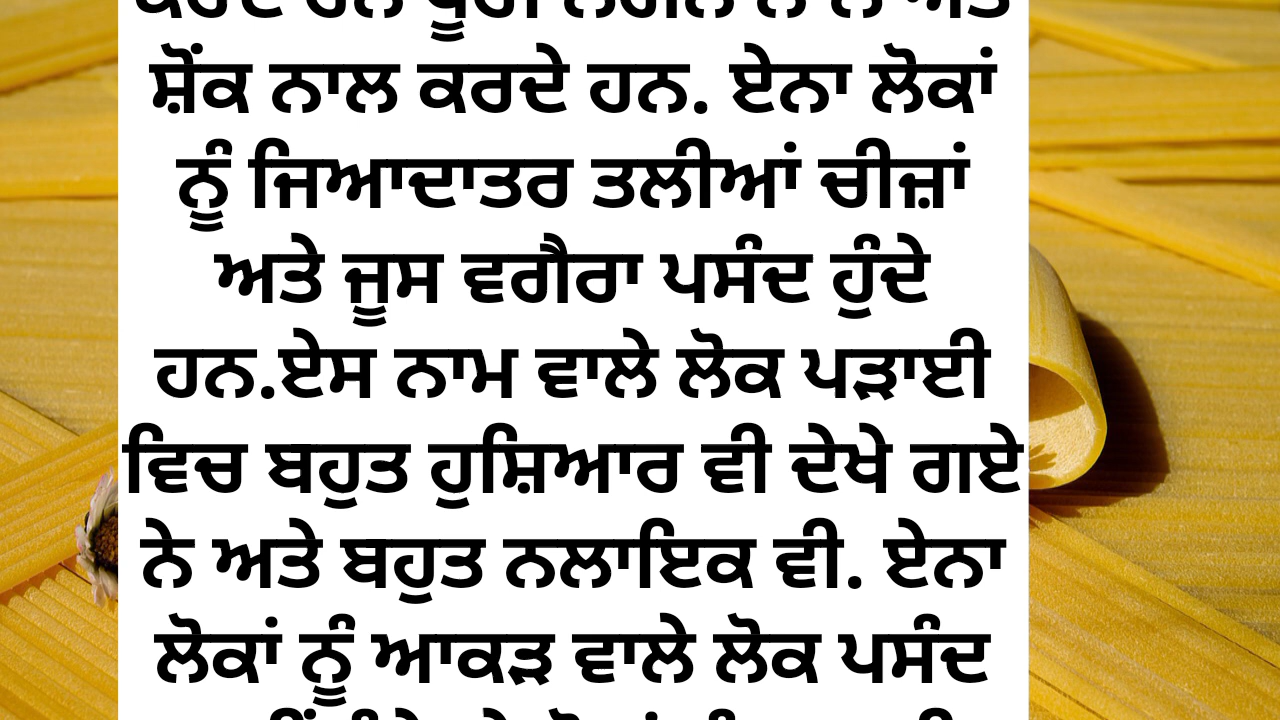 ਸ਼ੋਂਕ ਨਾਲ ਕਰਦੇ ਹਨ. ਏਨਾ ਲੋਕਾਂ
ਨੂੰ ਜਿਆਦਾਤਰ ਤਲੀਆਂ ਚੀਜ਼ਾਂ
ਅਤੇ ਜੂਸ ਵਗੈਰਾ ਪਸੰਦ ਹੁੰਦੇ
ਹਨ.ਏਸ ਨਾਮ ਵਾਲੇ ਲੋਕ ਪੜਾਈ
ਵਿਚ ਬਹੁਤ ਹੁਸ਼ਿਆਰ ਵੀ ਦੇਖੇ ਗਏ
ਨੇ ਅਤੇ ਬਹੁਤ ਨਲਾਇਕ ਵੀ. ਏਨਾ
ਲੋਕਾਂ ਨੂੰ ਆਕੜ ਵਾਲੇ ਲੋਕ ਪਸੰਦ